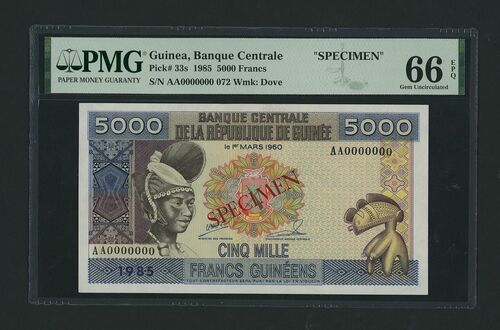 PMG
PAPER MONEY GUARANTY
Guinea, Banque Centrale
Pick# 33s 1985 5000 Francs
S/N AA0000000 072 Wmk: Dove
"SPECIMEN"
66 EPQ
Gem Uncirculated
5000
BANQUE CENTRALE
DE LA RÉPUBLIQUE DE GUINÉE
le 1er MARS 1960
5000
AA0000000
SPECIMEN
AA0000000
1985
CINQ MILLE
FRANCS GUINÉENS